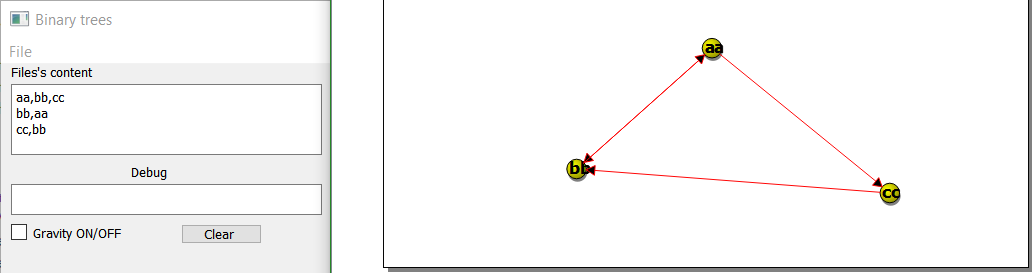 Binary trees
File
Files's content
aa,bb,cc
bb,aa
cc,bb
Debug
Gravity ON/OFF
Clear
aa
bb
cc